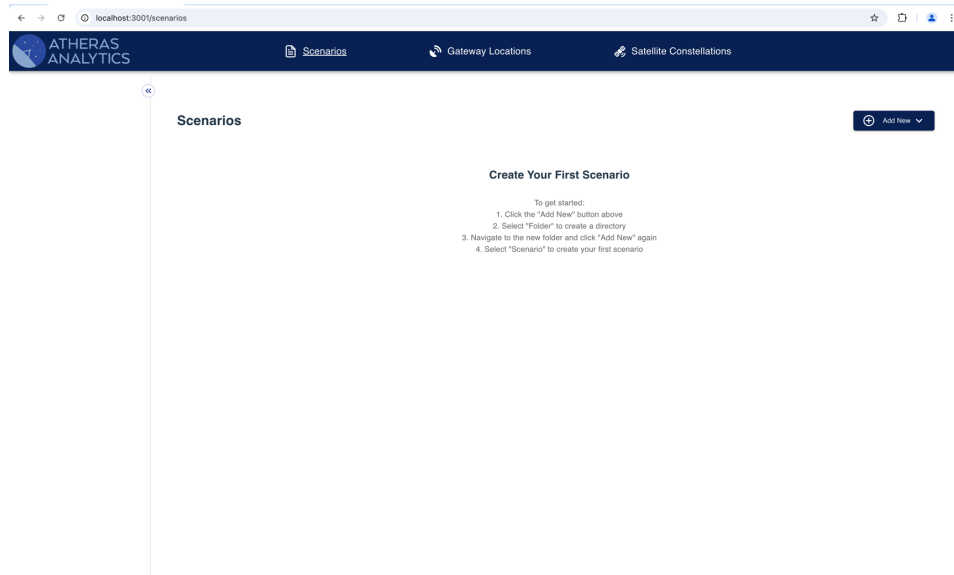 localhost:3001/scenarios
ATHERAS
ANALYTICS
Scenarios
Gateway Locations
Satellite Constellations
Scenarios
Add New
Create Your First Scenario
To get started:
1. Click the "Add New" button above
2. Select "Folder" to create a directory
3. Navigate to the new folder and click "Add New" again
4. Select "Scenario" to create your first scenario